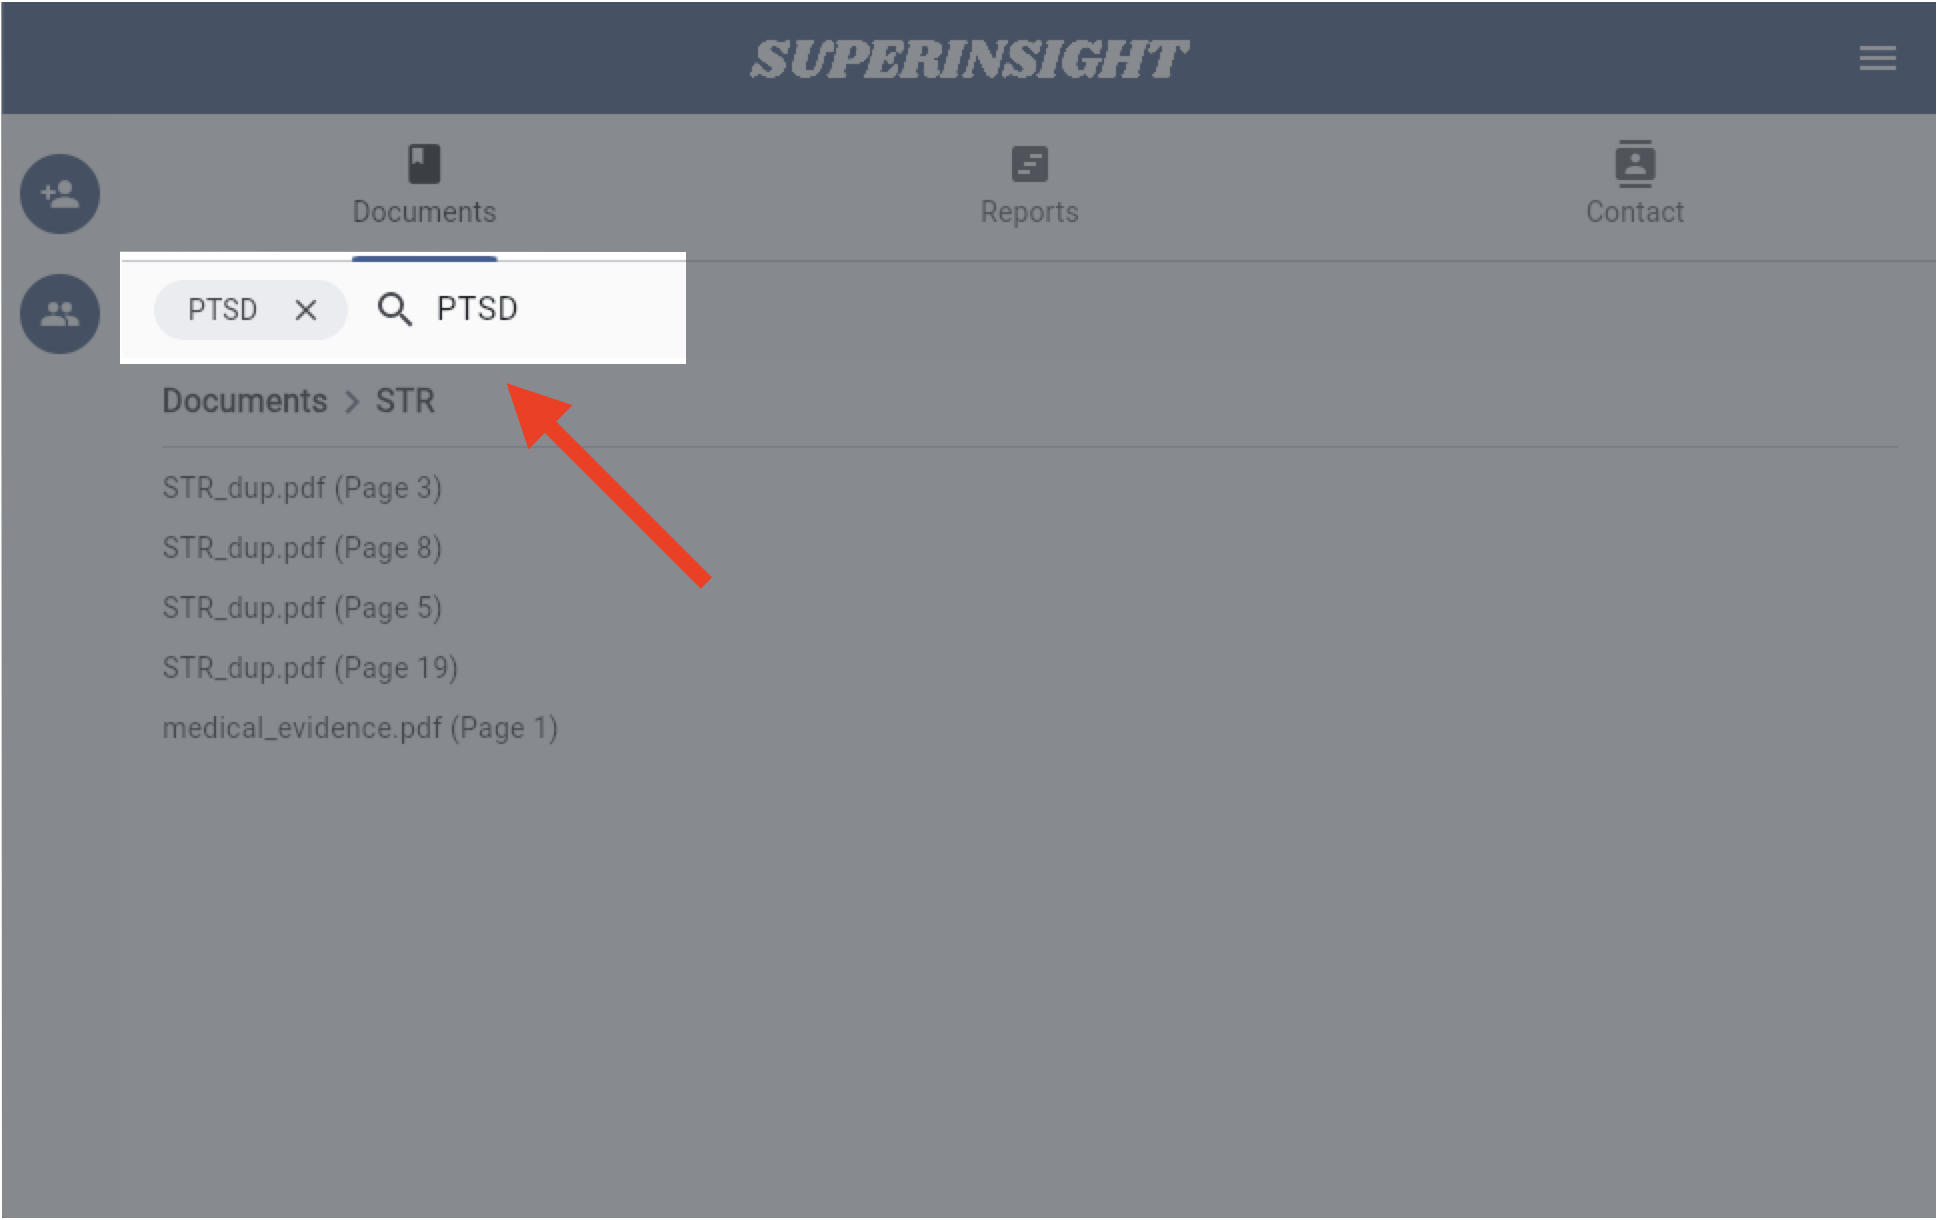 SUPERINSIGHT
Documents
Reports
Contact
PTSD
PTSD
Documents > STR
STR_dup.pdf (Page 3)
STR_dup.pdf (Page 8)
STR_dup.pdf (Page 5)
STR_dup.pdf (Page 19)
medical_evidence.pdf (Page 1)